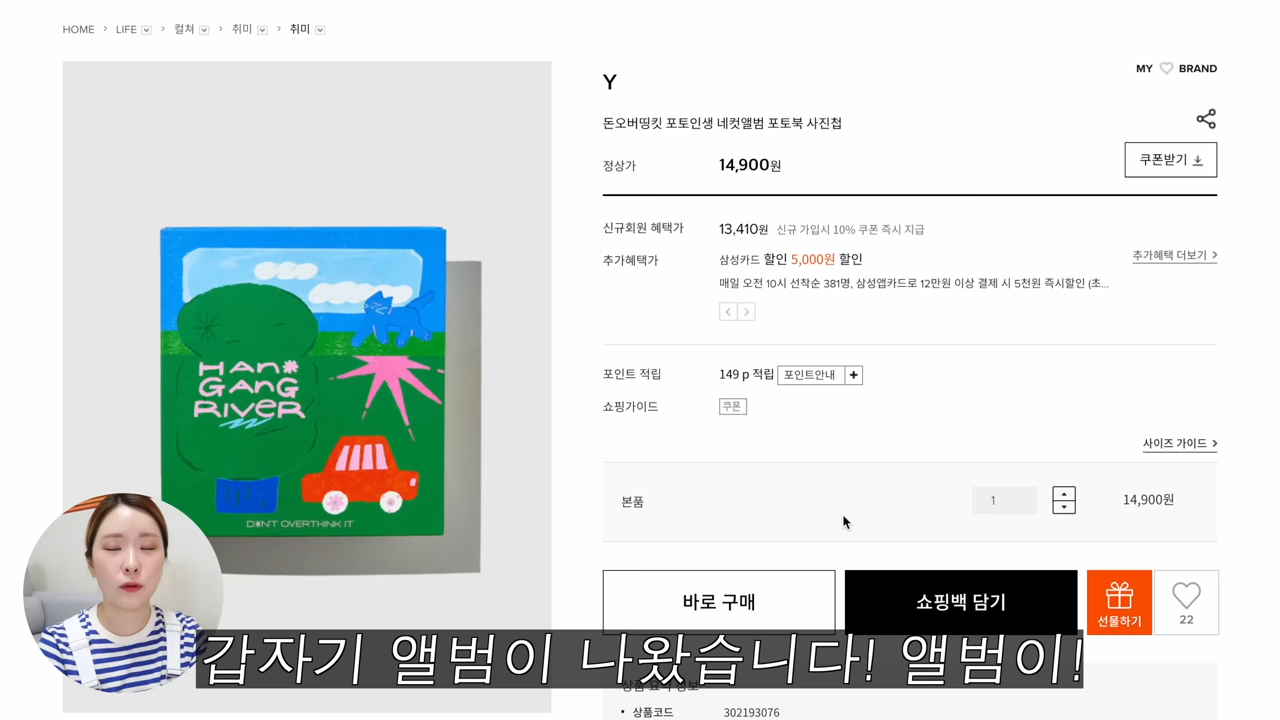 HOME > LIFE > 컬쳐 > 취미 > 취미
MY BRAND
Y
돈오버띵킷 포토인생 네컷앨범 포토북 사진첩
정상가 14,900원
쿠폰받기
신규회원 혜택가 13,410원 신규 가입시 10% 쿠폰 즉시 지급
추가혜택가 삼성카드 할인 5,000원 할인
추가혜택 더보기 >
매일 오전 10시 선착순 381명, 삼성앱카드로 12만원 이상 결제 시 5천원 즉시할인 (초...
포인트 적립 149 p 적립 포인트안내 +
쇼핑가이드 쿠폰
사이즈 가이드 >
본품 1 14,900원
바로 구매 쇼핑백 담기 선물하기 22
HANGANG RIVER
DON'T OVERTHINK IT
갑자기 앨범이 나왔습니다! 앨범이!
상품 요약 정보
• 상품코드 302193076